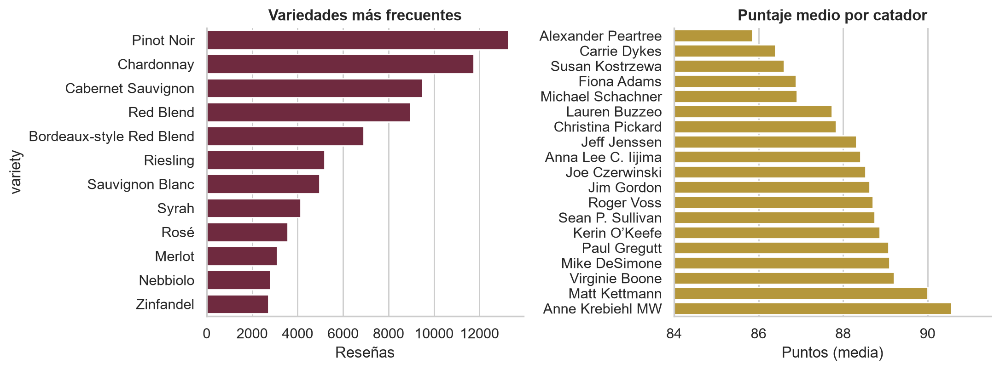 Variedades más frecuentes
variety
Pinot Noir
Chardonnay
Cabernet Sauvignon
Red Blend
Bordeaux-style Red Blend
Riesling
Sauvignon Blanc
Syrah
Rosé
Merlot
Nebbiolo
Zinfandel
0 2000 4000 6000 8000 10000 12000
Reseñas
Puntaje medio por catador
Alexander Peartree
Carrie Dykes
Susan Kostrzewa
Fiona Adams
Michael Schachner
Lauren Buzzeo
Christina Pickard
Jeff Jenssen
Anna Lee C. Iijima
Joe Czerwinski
Jim Gordon
Roger Voss
Sean P. Sullivan
Kerin O’Keefe
Paul Gregutt
Mike DeSimone
Virginie Boone
Matt Kettmann
Anne Krebiehl MW
84 86 88 90
Puntos (media)